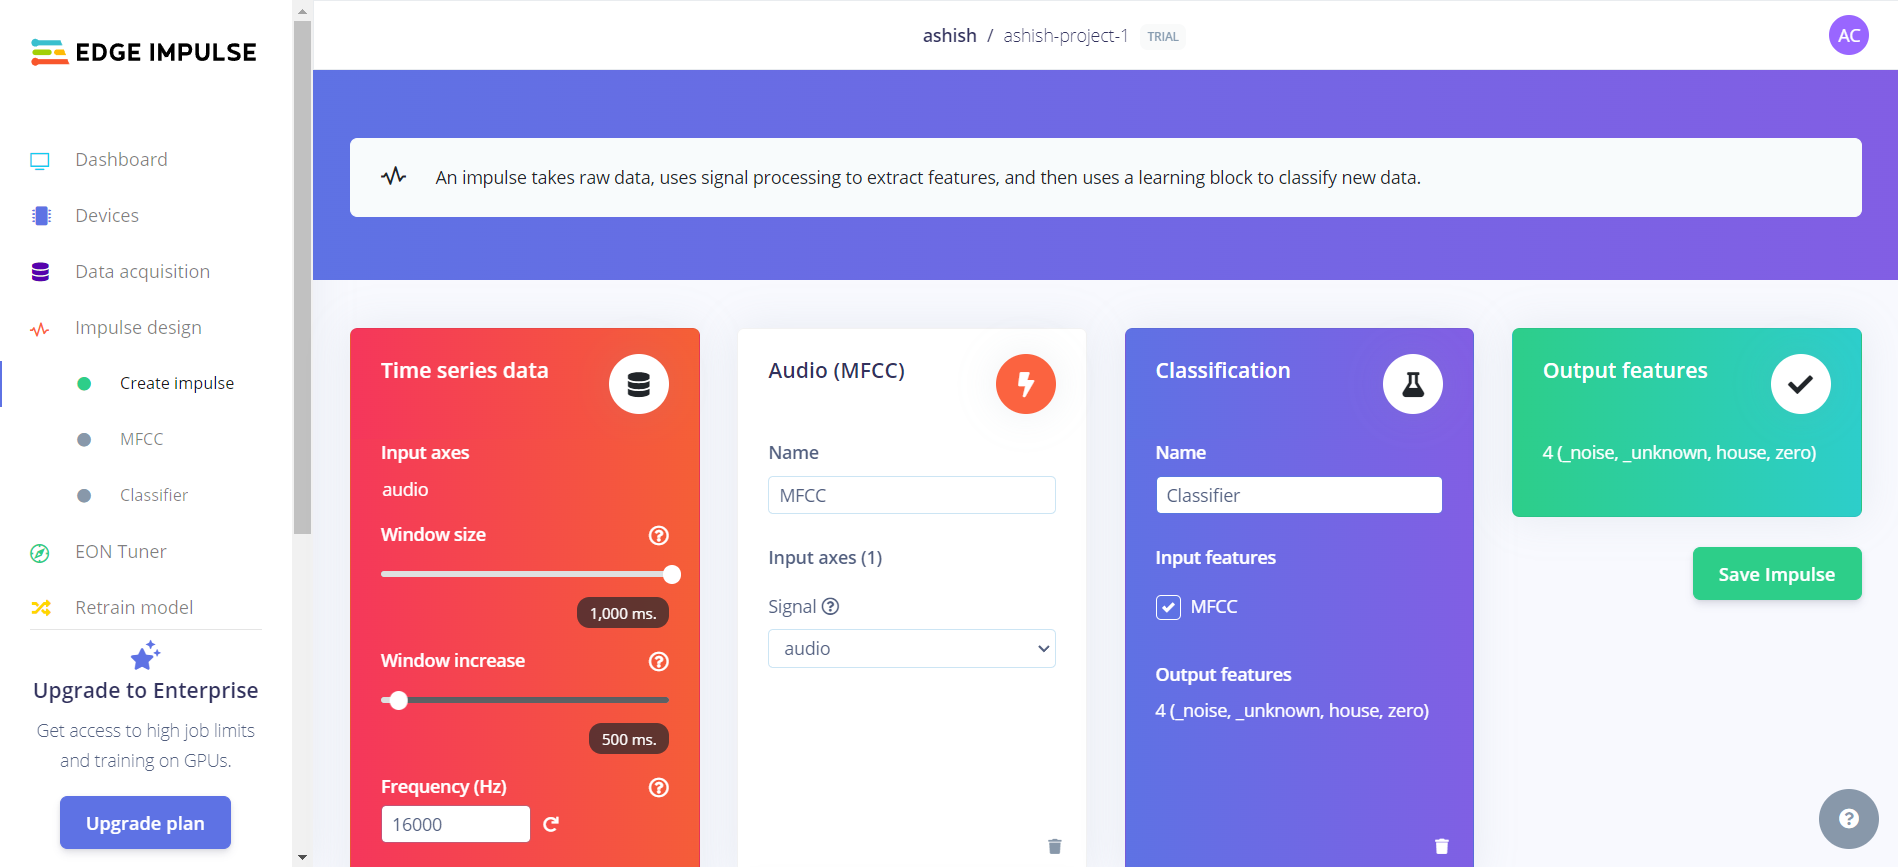 EDGE IMPULSE
Dashboard
Devices
Data acquisition
Impulse design
Create impulse
MFCC
Classifier
EON Tuner
Retrain model
Upgrade to Enterprise
Get access to high job limits
and training on GPUs.
Upgrade plan
ashish / ashish-project-1 TRIAL
AC
An impulse takes raw data, uses signal processing to extract features, and then uses a learning block to classify new data.
Time series data
Input axes
audio
Window size
1,000 ms.
Window increase
500 ms.
Frequency (Hz)
16000
Audio (MFCC)
Name
MFCC
Input axes (1)
Signal
audio
Classification
Name
Classifier
Input features
MFCC
Output features
4 (_noise, _unknown, house, zero)
Output features
4 (_noise, _unknown, house, zero)
Save Impulse